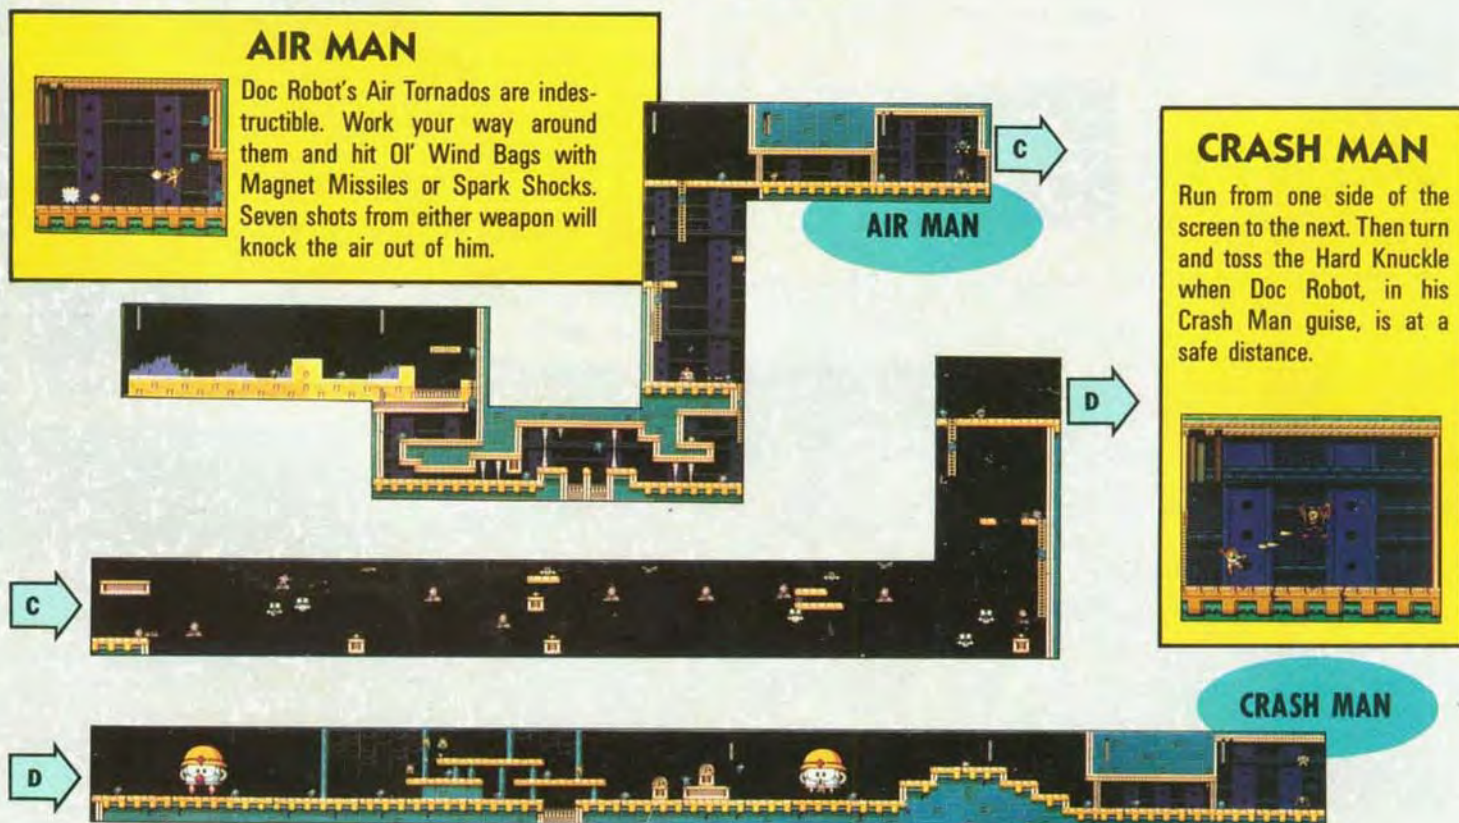 AIR MAN
Doc Robot's Air Tornados are indes-
tructible. Work your way around
them and hit Ol' Wind Bags with
Magnet Missiles or Spark Shocks.
Seven shots from either weapon will
knock the air out of him.
C
AIR MAN
CRASH MAN
Run from one side of the
screen to the next. Then turn
and toss the Hard Knuckle
when Doc Robot, in his
Crash Man guise, is at a
safe distance.
D
C
CRASH MAN
D